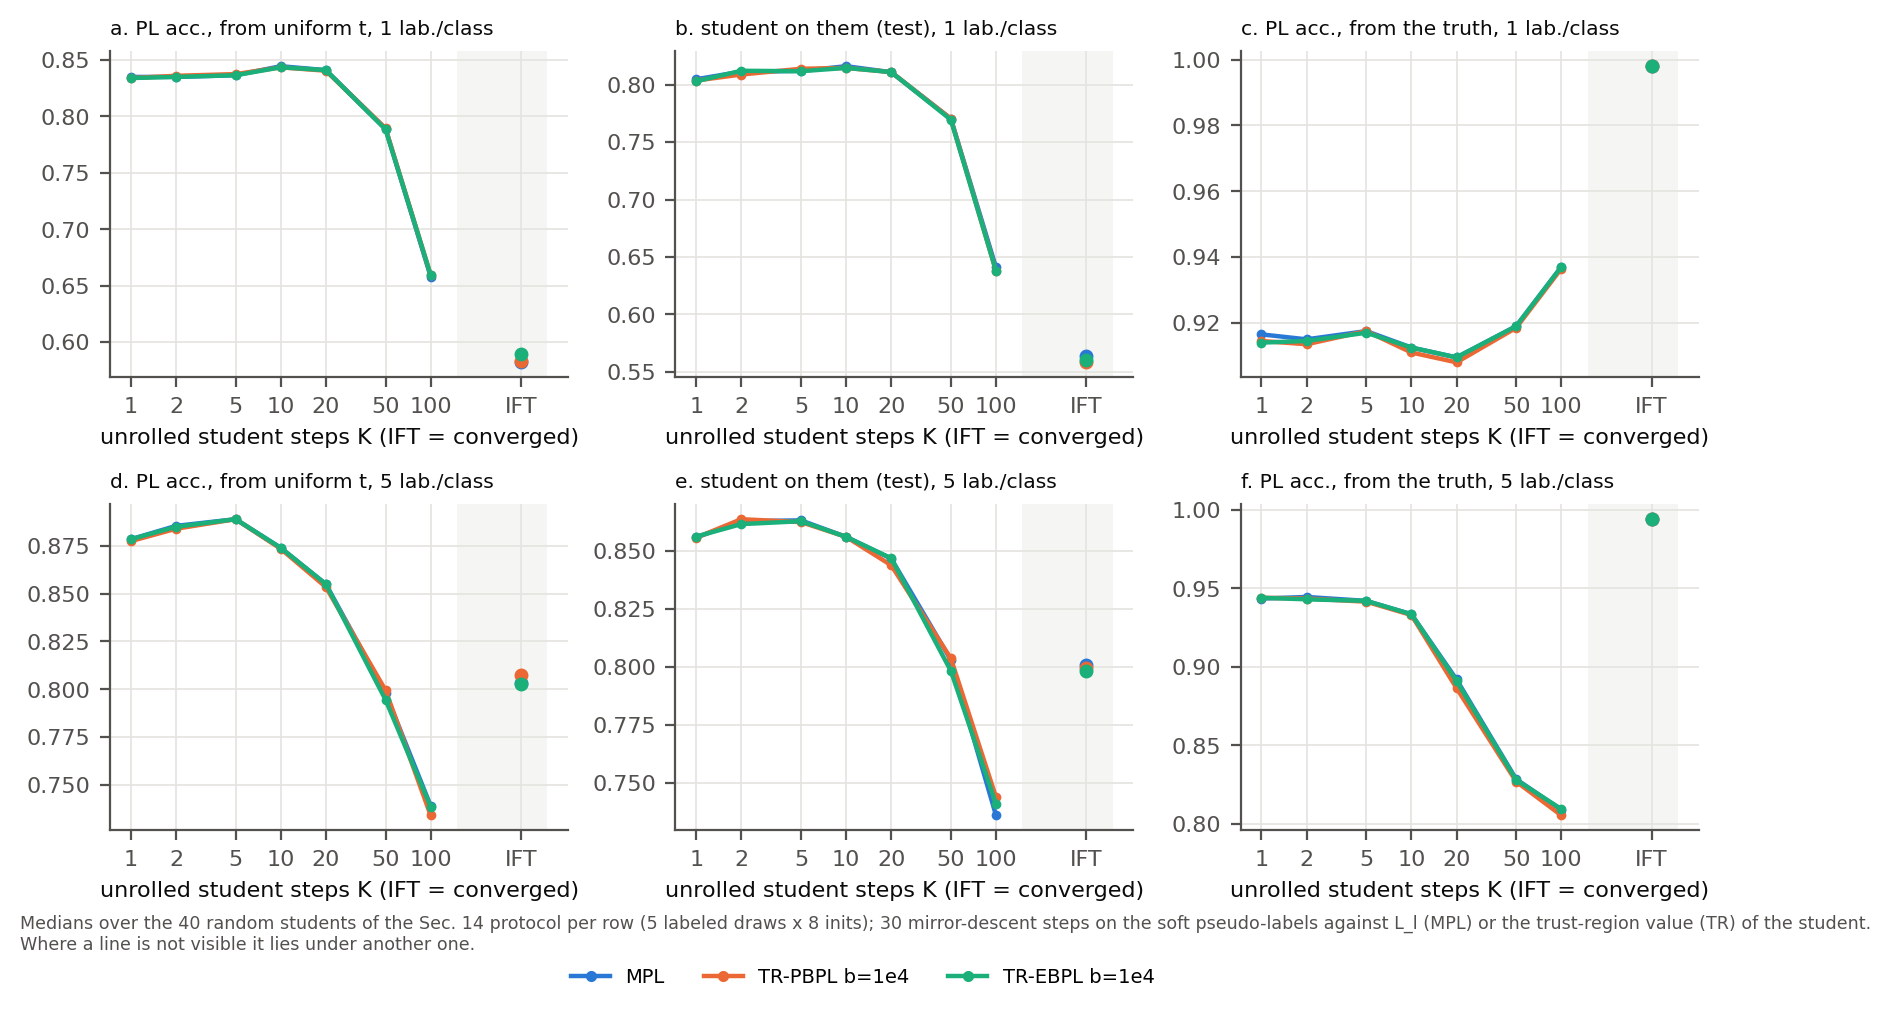 a. PL acc., from uniform t, 1 lab./class
0.85
0.80
0.75
0.70
0.65
0.60
1 2 5 10 20 50 100 IFT
unrolled student steps K (IFT = converged)
b. student on them (test), 1 lab./class
0.80
0.75
0.70
0.65
0.60
0.55
1 2 5 10 20 50 100 IFT
unrolled student steps K (IFT = converged)
c. PL acc., from the truth, 1 lab./class
1.00
0.98
0.96
0.94
0.92
1 2 5 10 20 50 100 IFT
unrolled student steps K (IFT = converged)
d. PL acc., from uniform t, 5 lab./class
0.875
0.850
0.825
0.800
0.775
0.750
1 2 5 10 20 50 100 IFT
unrolled student steps K (IFT = converged)
e. student on them (test), 5 lab./class
0.850
0.825
0.800
0.775
0.750
1 2 5 10 20 50 100 IFT
unrolled student steps K (IFT = converged)
f. PL acc., from the truth, 5 lab./class
1.00
0.95
0.90
0.85
0.80
1 2 5 10 20 50 100 IFT
unrolled student steps K (IFT = converged)
Medians over the 40 random students of the Sec. 14 protocol per row (5 labeled draws x 8 inits); 30 mirror-descent steps on the soft pseudo-labels against L_l (MPL) or the trust-region value (TR) of the student.
Where a line is not visible it lies under another one.
MPL TR-PBPL b=1e4 TR-EBPL b=1e4